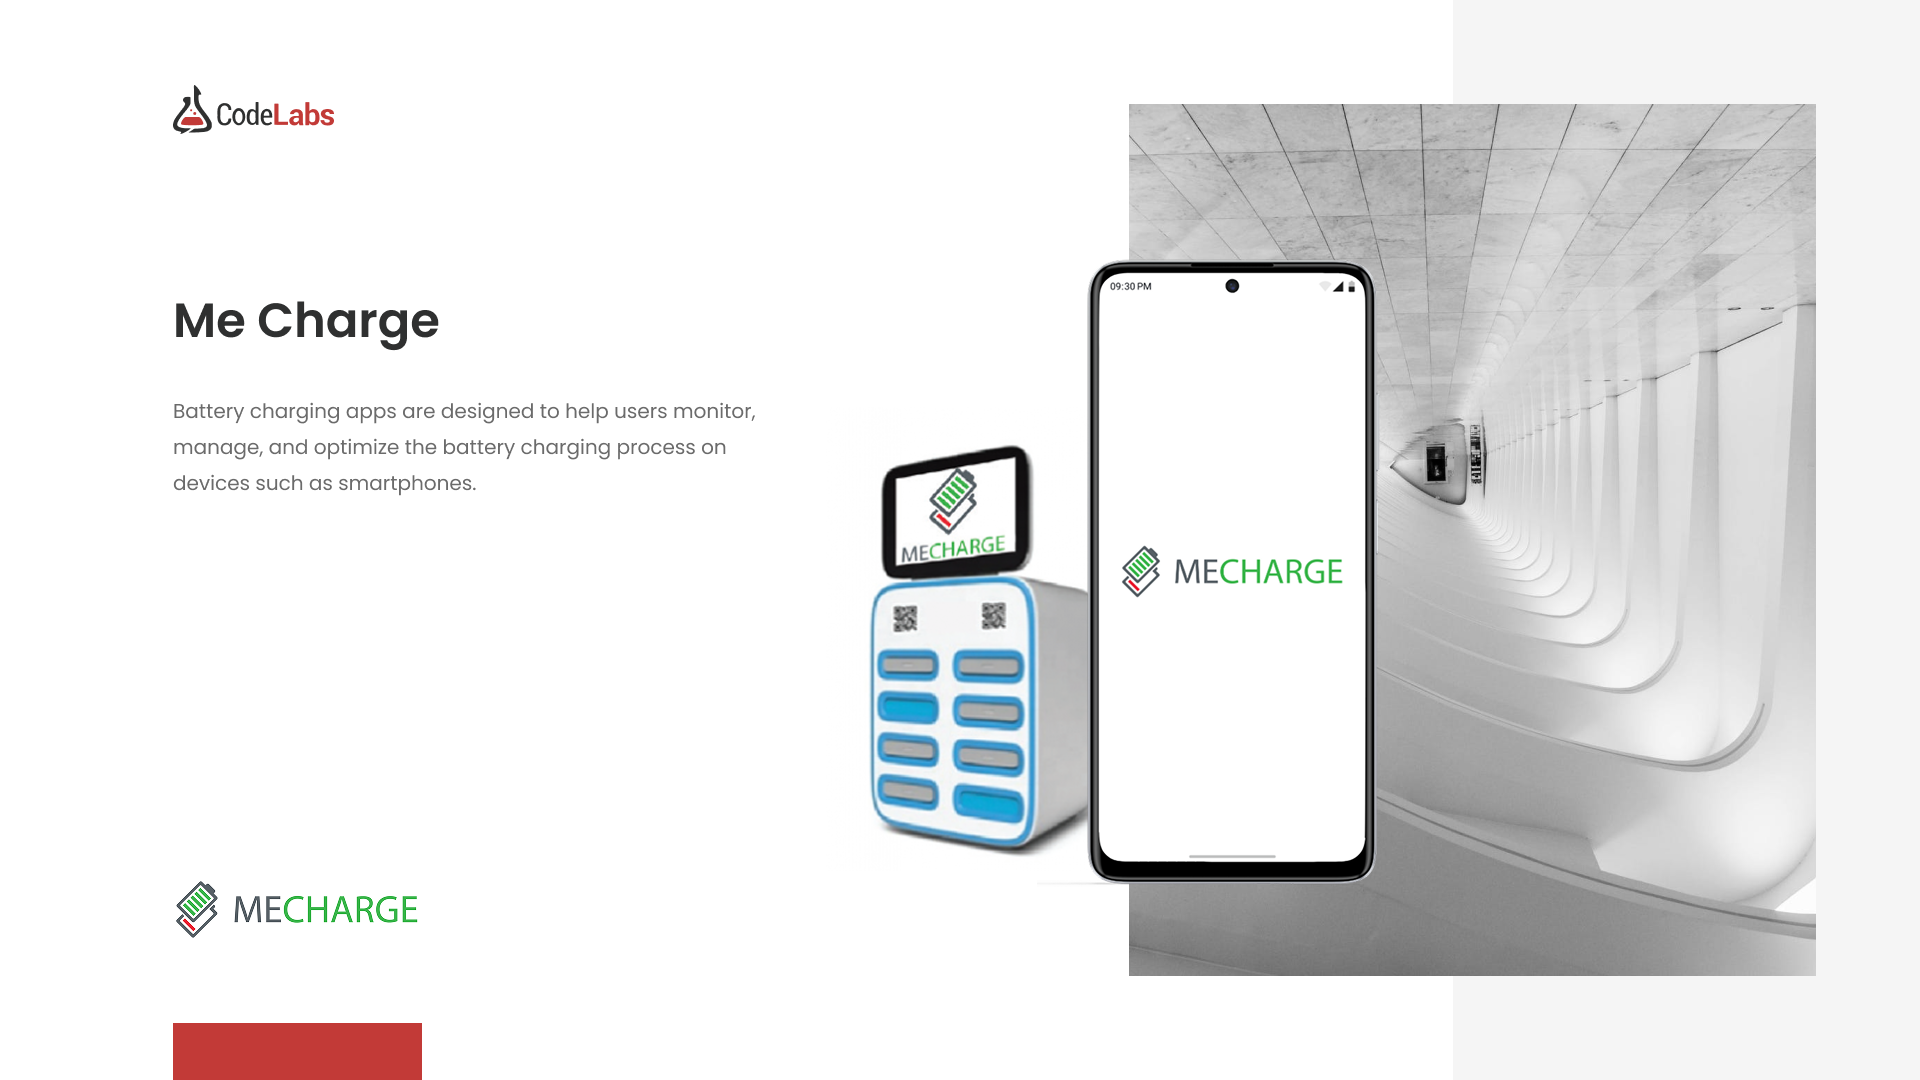 CodeLabs
Me Charge
Battery charging apps are designed to help users monitor,
manage, and optimize the battery charging process on
devices such as smartphones.
09:30 PM
MECHARGE
MECHARGE
MECHARGE